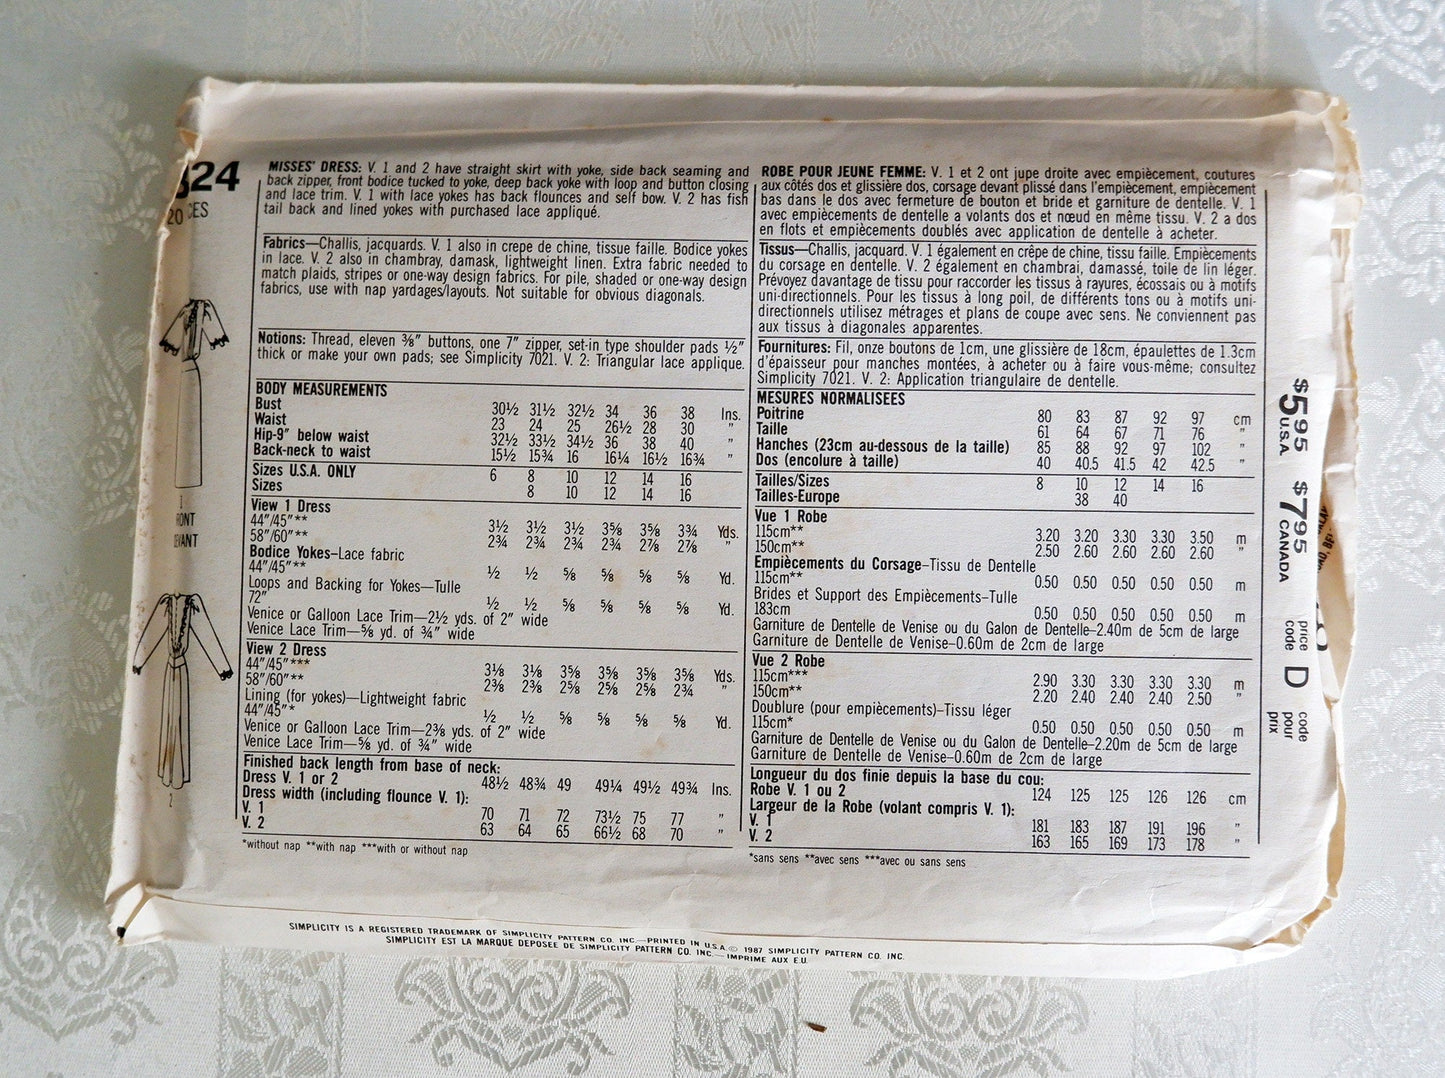 824
20 CES
MISSES' DRESS: V. 1 and 2 have straight skirt with yoke, side back seaming and
back zipper, front bodice tucked to yoke, deep back yoke with loop and button closing
and lace trim. V. 1 with lace yokes has back flounces and self bow. V. 2 has fish
tail back and lined yokes with purchased lace appliqué.
Fabrics—Challis, jacquards. V. 1 also in crepe de chine, tissue faille. Bodice yokes
in lace. V. 2 also in chambray, damask, lightweight linen. Extra fabric needed to
match plaids, stripes or one-way design fabrics. For pile, shaded or one-way design
fabrics, use with nap yardages/layouts. Not suitable for obvious diagonals.
Notions: Thread, eleven ⅜" buttons, one 7" zipper, set-in type shoulder pads ½"
thick or make your own pads; see Simplicity 7021. V. 2: Triangular lace applique.
BODY MEASUREMENTS
Bust 30½ 31½ 32½ 34 36 38 Ins.
Waist 23 24 25 26½ 28 30 "
Hip-9" below waist 32½ 33½ 34½ 36 38 40 "
Back-neck to waist 15½ 15¾ 16 16¼ 16½ 16¾ "
Sizes U.S.A. ONLY 6 8 10 12 14 16
Sizes 8 10 12 14 16
View 1 Dress
44"/45"** 3½ 3½ 3½ 3⅝ 3⅝ 3¾ Yds.
58"/60"** 2¾ 2¾ 2¾ 2¾ 2⅞ 2⅞ "
Bodice Yokes-Lace fabric
44"/45"** ½ ½ ⅝ ⅝ ⅝ ⅝ Yd.
Loops and Backing for Yokes—Tulle
72" ½ ½ ⅝ ⅝ ⅝ ⅝ Yd.
Venice or Galloon Lace Trim—2½ yds. of 2" wide
Venice Lace Trim—⅝ yd. of ¾" wide
View 2 Dress
44"/45"*** 3⅛ 3⅛ 3⅝ 3⅝ 3⅝ 3⅝ Yds.
58"/60"** 2⅜ 2⅜ 2⅝ 2⅝ 2⅝ 2¾ "
Lining (for yokes)—Lightweight fabric
44"/45"* ½ ½ ⅝ ⅝ ⅝ ⅝ Yd.
Venice or Galloon Lace Trim—2⅜ yds. of 2" wide
Venice Lace Trim—⅝ yd. of ¾" wide
Finished back length from base of neck:
Dress V. 1 or 2 48½ 48¾ 49 49¼ 49½ 49¾ Ins.
Dress width (including flounce V. 1):
V. 1 70 71 72 73½ 75 77 "
V. 2 63 64 65 66½ 68 70 "
*without nap **with nap ***with or without nap
ROBE POUR JEUNE FEMME: V. 1 et 2 ont jupe droite avec empiècement, coutures
aux côtés dos et glissière dos, corsage devant plissé dans l'empiècement, empiècement
bas dans le dos avec fermeture de bouton et bride et garniture de dentelle. V. 1
avec empiècements de dentelle a volants dos et nœud en même tissu. V. 2 a dos
en flots et empiècements doublés avec application de dentelle à acheter.
Tissus—Challis, jacquard. V. 1 également en crêpe de chine, tissu faille. Empiècements
du corsage en dentelle. V. 2 également en chambrai, damassé, toile de lin léger.
Prévoyez davantage de tissu pour raccorder les tissus à rayures, écossais ou à motifs
uni-directionnels. Pour les tissus à long poil, de différents tons ou à motifs uni-
directionnels utilisez métrages et plans de coupe avec sens. Ne conviennent pas
aux tissus à diagonales apparentes.
Fournitures: Fil, onze boutons de 1cm, une glissière de 18cm, épaulettes de 1.3cm
d'épaisseur pour manches montées, à acheter ou à faire vous-même; consultez
Simplicity 7021. V. 2: Application triangulaire de dentelle.
MESURES NORMALISEES
Poitrine 80 83 87 92 97 cm
Taille 61 64 67 71 76 "
Hanches (23cm au-dessous de la taille) 85 88 92 97 102 "
Dos (encolure à taille) 40 40.5 41.5 42 42.5 "
Tailles/Sizes 8 10 12 14 16
Tailles-Europe 38 40
Vue 1 Robe
115cm** 3.20 3.20 3.30 3.30 3.50 m
150cm** 2.50 2.60 2.60 2.60 2.60 "
Empiècements du Corsage-Tissu de Dentelle
115cm** 0.50 0.50 0.50 0.50 0.50 m
Brides et Support des Empiècements-Tulle
183cm 0.50 0.50 0.50 0.50 0.50 m
Garniture de Dentelle de Venise ou du Galon de Dentelle-2.40m de 5cm de large
Garniture de Dentelle de Venise-0.60m de 2cm de large
Vue 2 Robe
115cm*** 2.90 3.30 3.30 3.30 3.30 m
150cm** 2.20 2.40 2.40 2.40 2.50 "
Doublure (pour empiècements)-Tissu léger
115cm* 0.50 0.50 0.50 0.50 0.50 m
Garniture de Dentelle de Venise ou du Galon de Dentelle-2.20m de 5cm de large
Garniture de Dentelle de Venise-0.60m de 2cm de large
Longueur du dos finie depuis la base du cou:
Robe V. 1 ou 2 124 125 125 126 126 cm
Largeur de la Robe (volant compris V. 1):
V. 1 181 183 187 191 196 "
V. 2 163 165 169 173 178 "
*sans sens **avec sens ***avec ou sans sens
1
RONT
EVANT
2
$5.95 U.S.A.
$7.95 CANADA
price code D code pour prix
SIMPLICITY IS A REGISTERED TRADEMARK OF SIMPLICITY PATTERN CO. INC.—PRINTED IN U.S.A. © 1987 SIMPLICITY PATTERN CO. INC.
SIMPLICITY EST LA MARQUE DEPOSEE DE SIMPLICITY PATTERN CO. INC.—IMPRIME AUX E.U.